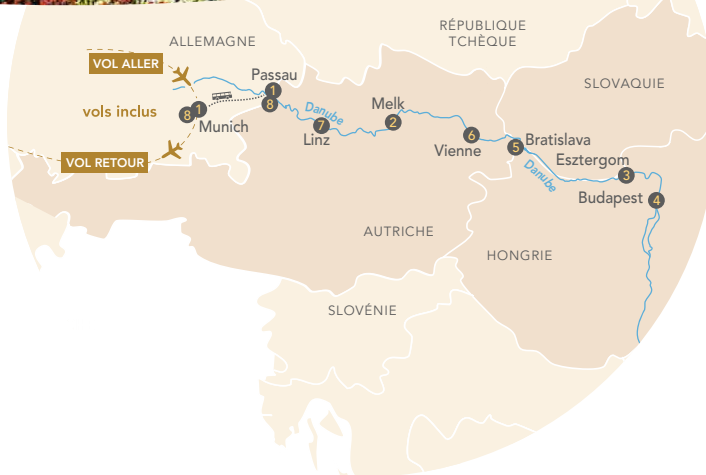 RÉPUBLIQUE
TCHÈQUE
ALLEMAGNE
VOL ALLER
Passau
1
8
SLOVAQUIE
vols inclus
8
1
Munich
Danube
7
Linz
Melk
2
6
Vienne
5
Bratislava
Danube
Esztergom
3
Budapest
4
VOL RETOUR
AUTRICHE
HONGRIE
SLOVÉNIE